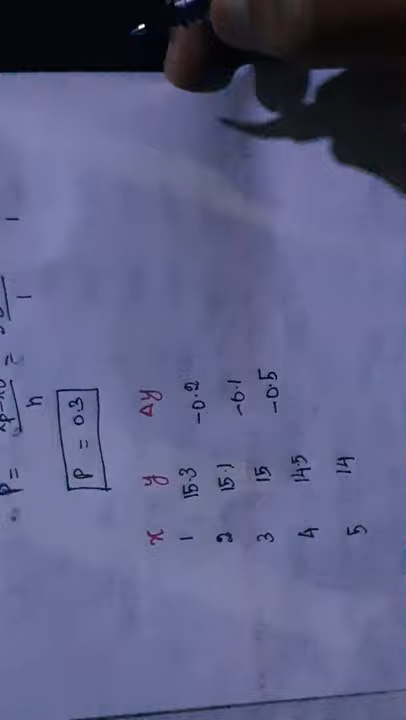 P =
h
1
P = 0.3
x y Δy
1 15.3 -0.2
2 15.1 -0.1
3 15 -0.5
4 14.5
5 14